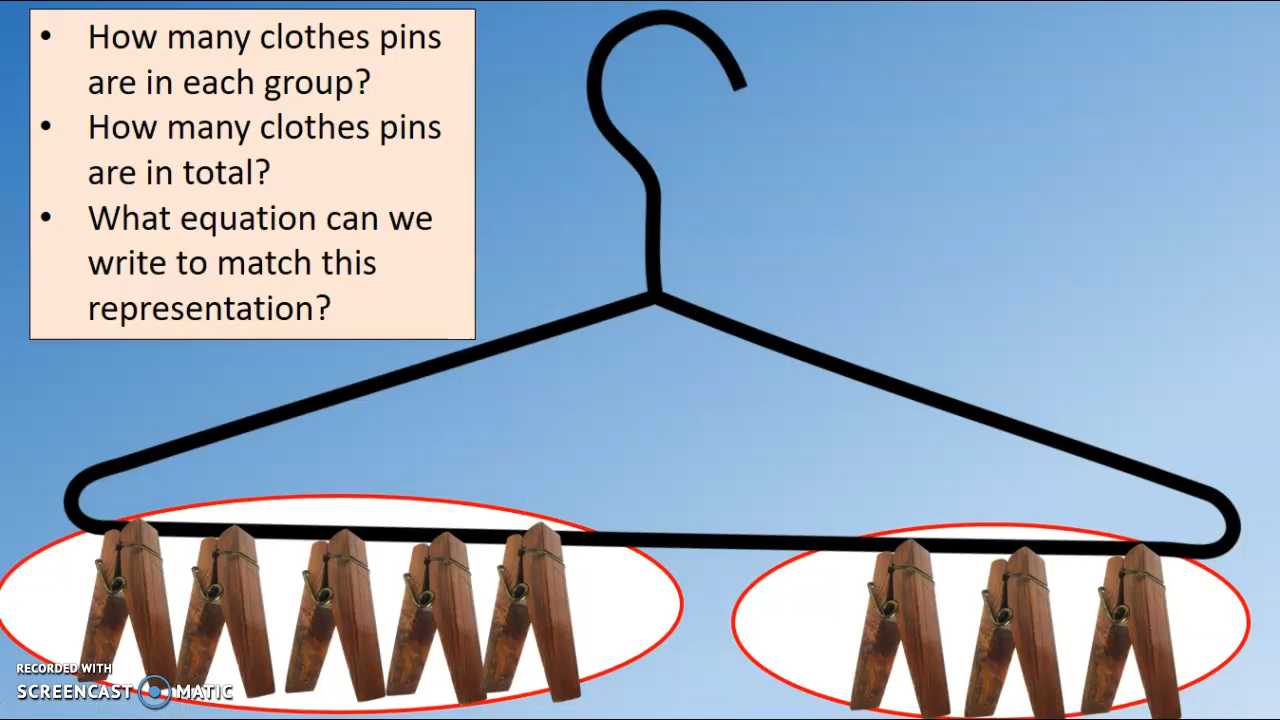 • How many clothes pins
are in each group?
• How many clothes pins
are in total?
• What equation can we
write to match this
representation?
RECORDED WITH
SCREENCAST MATIC